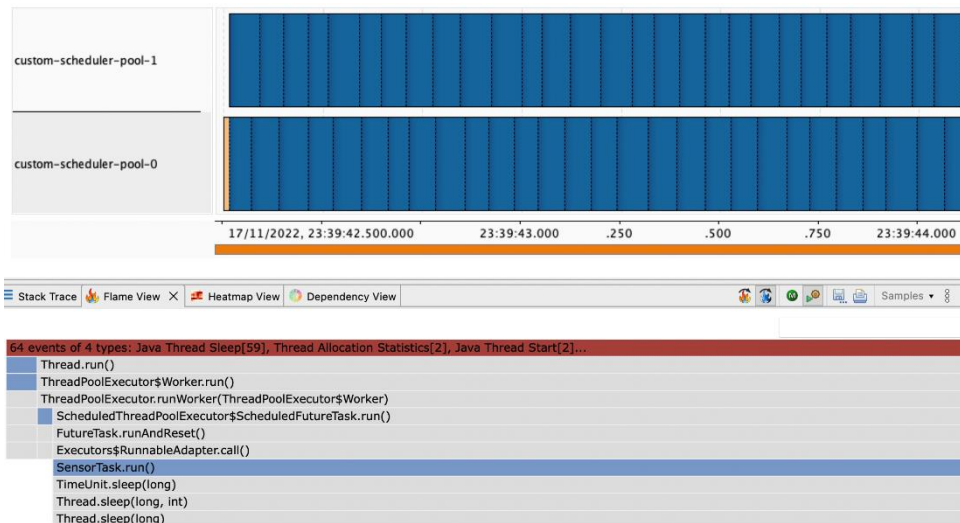 custom-scheduler-pool-1
custom-scheduler-pool-0
17/11/2022, 23:39:42.500.000 23:39:43.000 .250 .500 .750 23:39:44.000
Stack Trace Flame View Heatmap View Dependency View Samples
64 events of 4 types: Java Thread Sleep[59], Thread Allocation Statistics[2], Java Thread Start[2]...
Thread.run()
ThreadPoolExecutor$Worker.run()
ThreadPoolExecutor.runWorker(ThreadPoolExecutor$Worker)
ScheduledThreadPoolExecutor$ScheduledFutureTask.run()
FutureTask.runAndReset()
Executors$RunnableAdapter.call()
SensorTask.run()
TimeUnit.sleep(long)
Thread.sleep(long, int)
Thread.sleep(long)